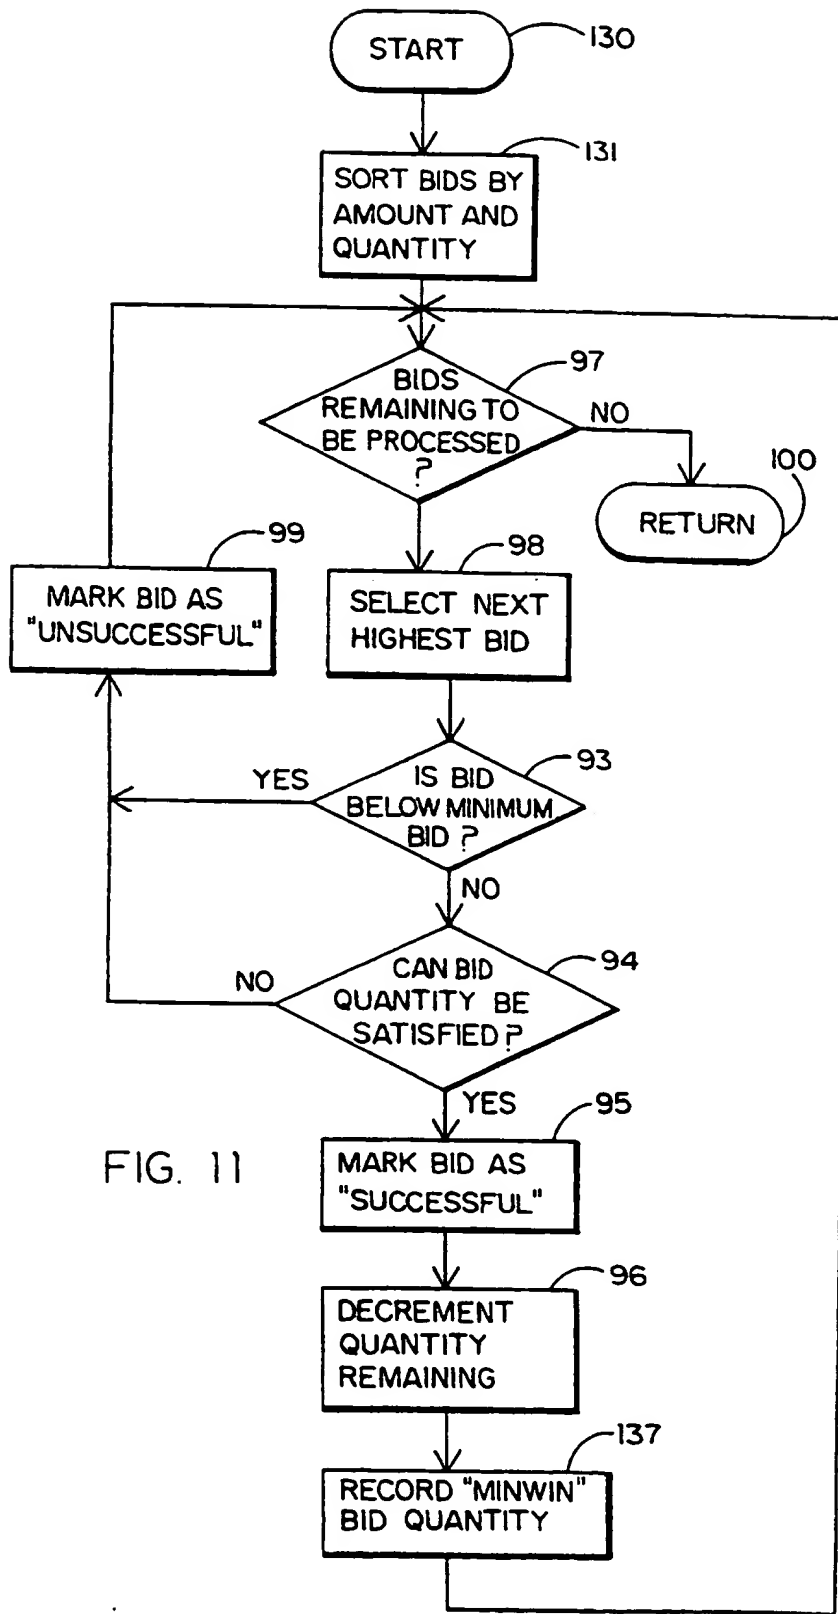 START
130
131
SORT BIDS BY
AMOUNT AND
QUANTITY
97
BIDS
REMAINING TO
BE PROCESSED
?
NO
100
RETURN
99
MARK BID AS
"UNSUCCESSFUL"
98
SELECT NEXT
HIGHEST BID
93
YES
IS BID
BELOW MINIMUM
BID ?
NO
94
NO
CAN BID
QUANTITY BE
SATISFIED?
YES
95
FIG. 11
MARK BID AS
"SUCCESSFUL"
96
DECREMENT
QUANTITY
REMAINING
137
RECORD "MINWIN"
BID QUANTITY